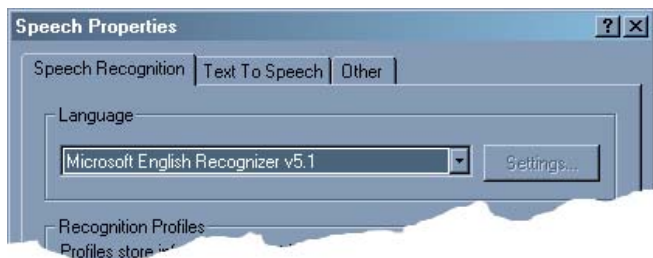 Speech Properties
Speech Recognition Text To Speech Other
Language
Microsoft English Recognizer v5.1 Settings...
Recognition Profiles
Profiles store